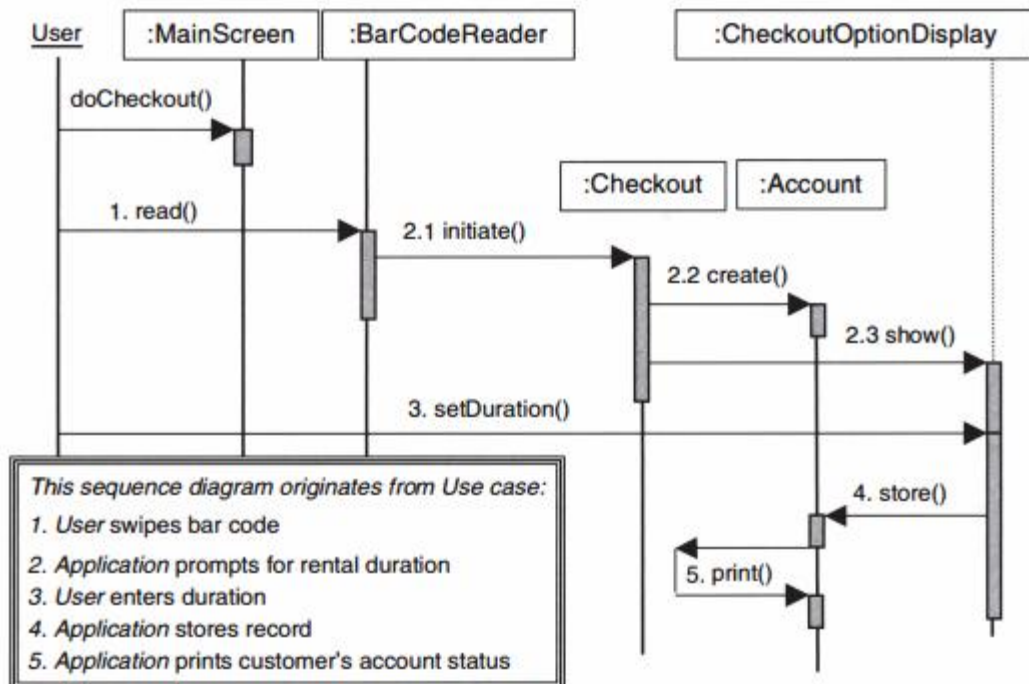 User
:MainScreen
:BarCodeReader
:CheckoutOptionDisplay
doCheckout()
:Checkout
:Account
1. read()
2.1 initiate()
2.2 create()
2.3 show()
3. setDuration()
This sequence diagram originates from Use case:
1. User swipes bar code
2. Application prompts for rental duration
3. User enters duration
4. Application stores record
5. Application prints customer's account status
4. store()
5. print()